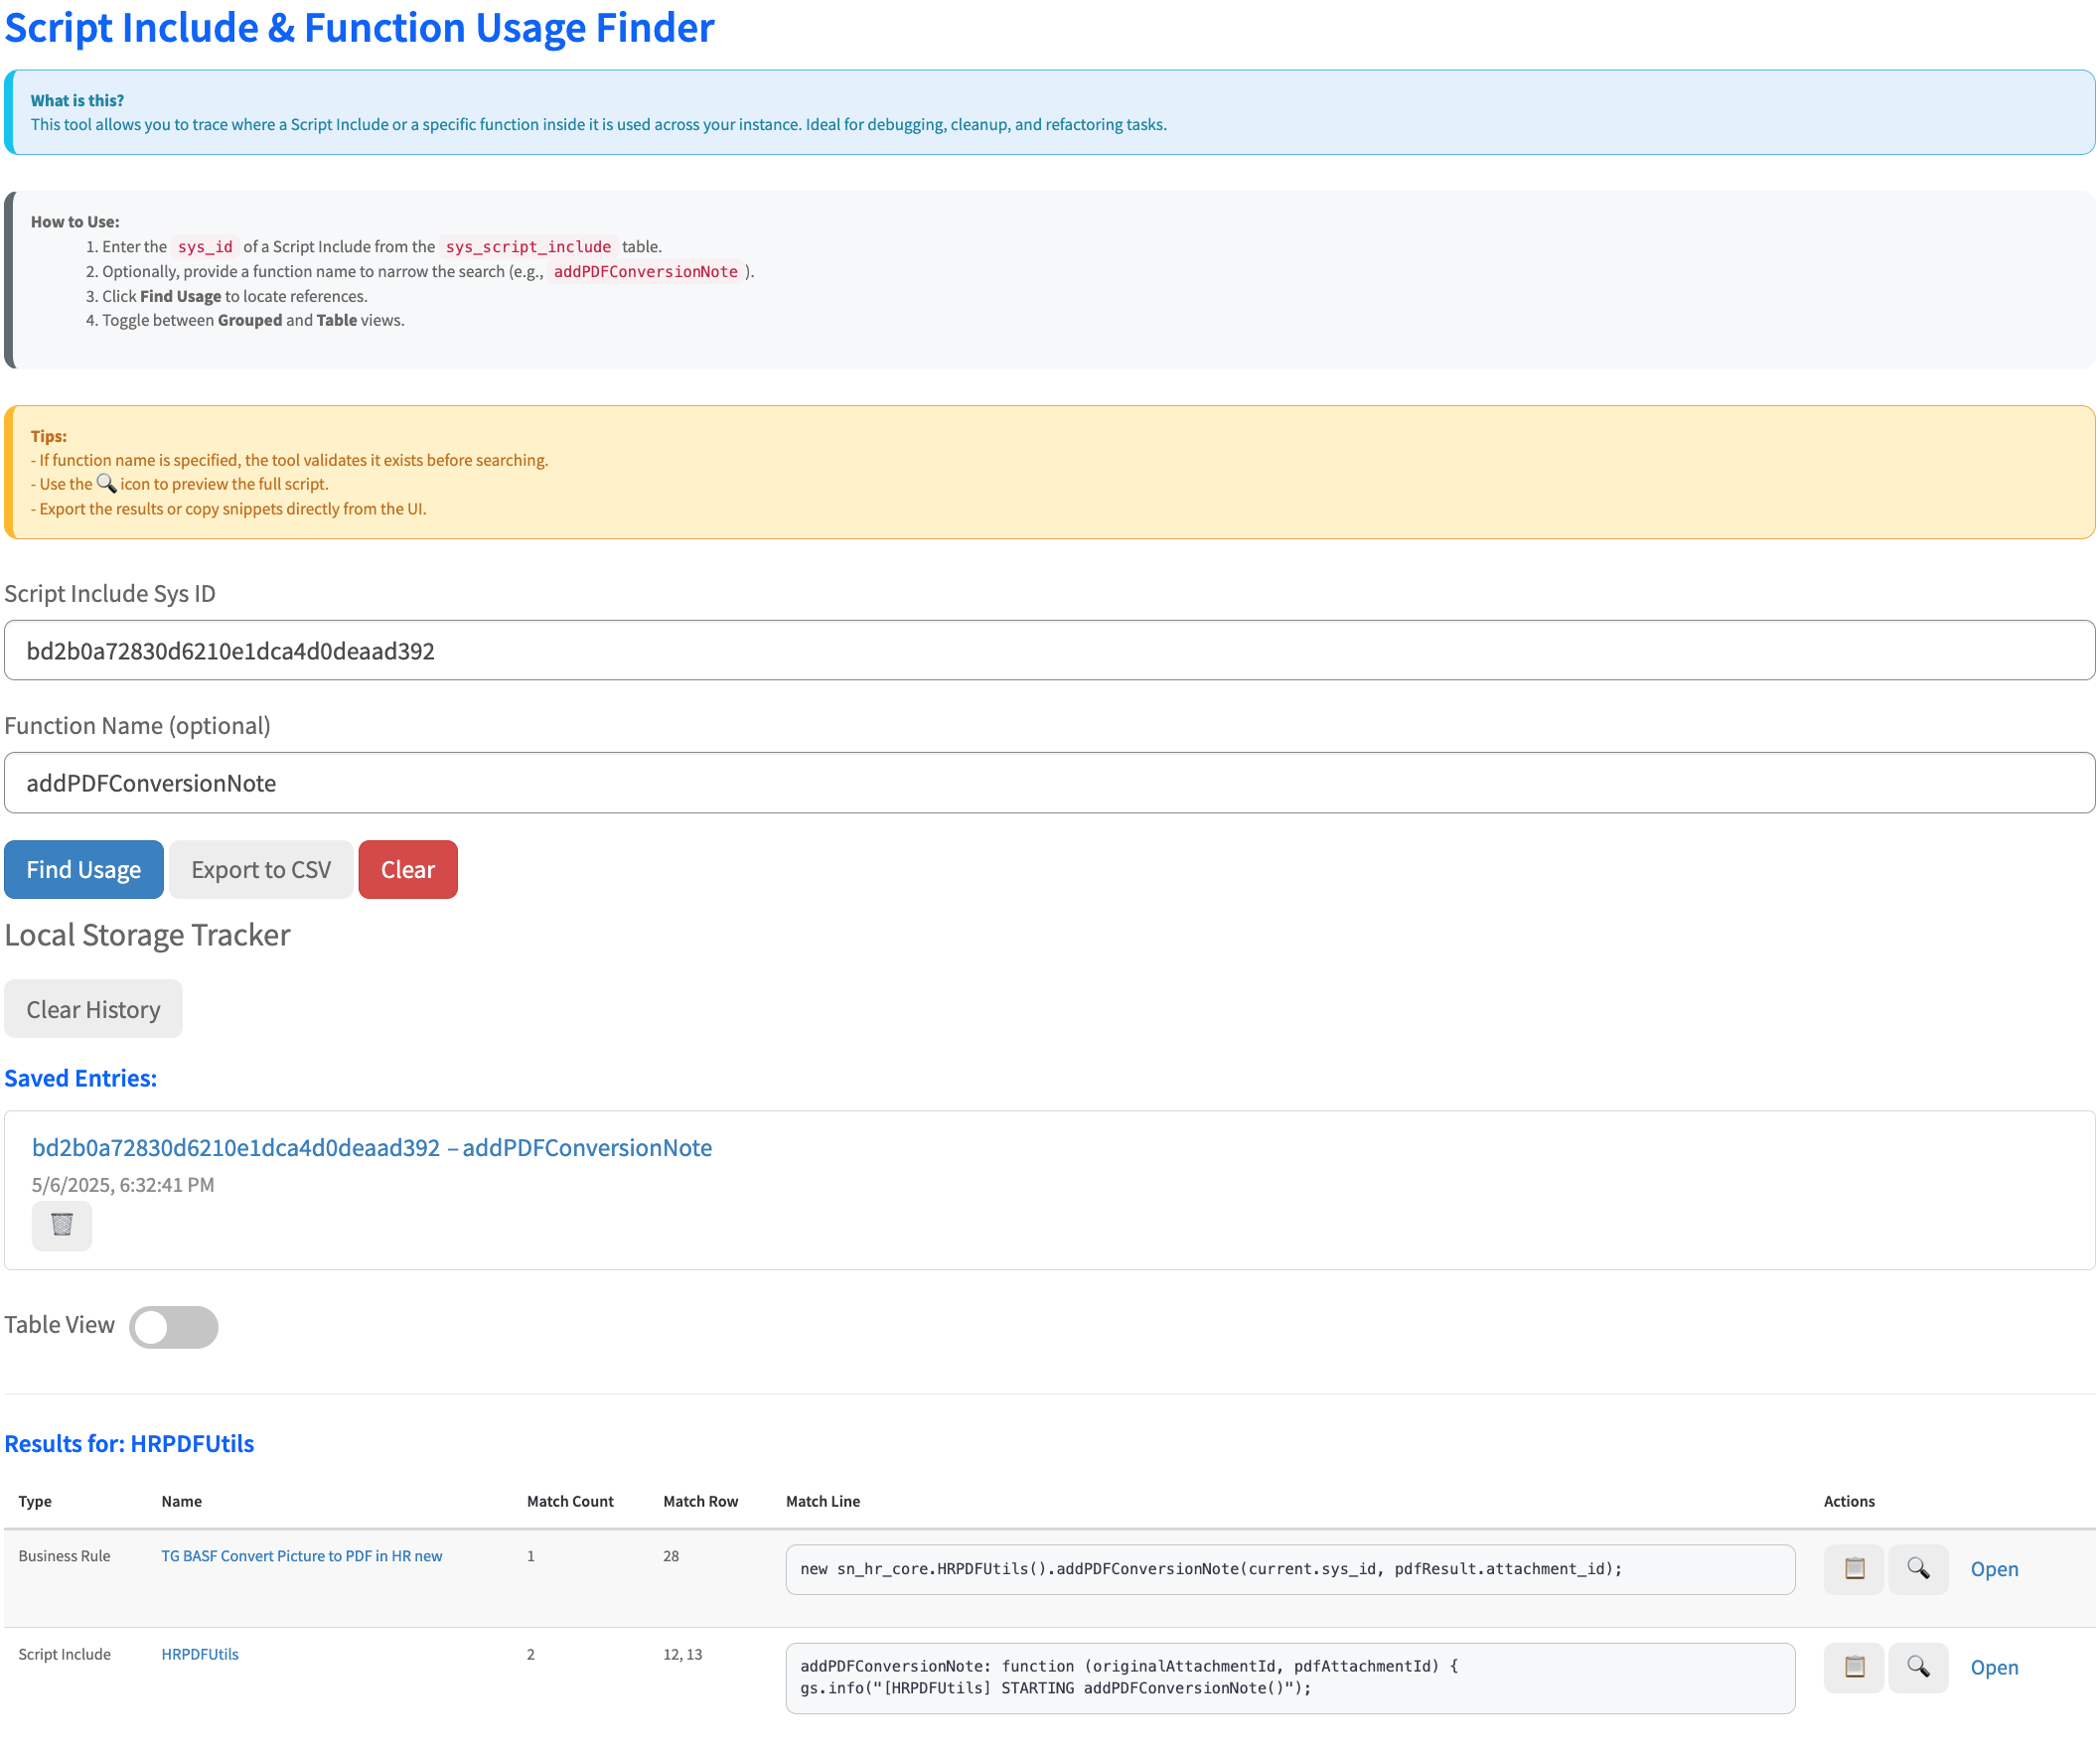 Script Include & Function Usage Finder
What is this?
This tool allows you to trace where a Script Include or a specific function inside it is used across your instance. Ideal for debugging, cleanup, and refactoring tasks.
How to Use:
1. Enter the sys_id of a Script Include from the sys_script_include table.
2. Optionally, provide a function name to narrow the search (e.g., addPDFConversionNote ).
3. Click Find Usage to locate references.
4. Toggle between Grouped and Table views.
Tips:
- If function name is specified, the tool validates it exists before searching.
- Use the 🔍 icon to preview the full script.
- Export the results or copy snippets directly from the UI.
Script Include Sys ID
bd2b0a72830d6210e1dca4d0deaad392
Function Name (optional)
addPDFConversionNote
Find Usage Export to CSV Clear
Local Storage Tracker
Clear History
Saved Entries:
bd2b0a72830d6210e1dca4d0deaad392 – addPDFConversionNote
5/6/2025, 6:32:41 PM
Table View
Results for: HRPDFUtils
Type Name Match Count Match Row Match Line Actions
Business Rule TG BASF Convert Picture to PDF in HR new 1 28 new sn_hr_core.HRPDFUtils().addPDFConversionNote(current.sys_id, pdfResult.attachment_id); Open
Script Include HRPDFUtils 2 12, 13 addPDFConversionNote: function (originalAttachmentId, pdfAttachmentId) { Open
gs.info("[HRPDFUtils] STARTING addPDFConversionNote()");